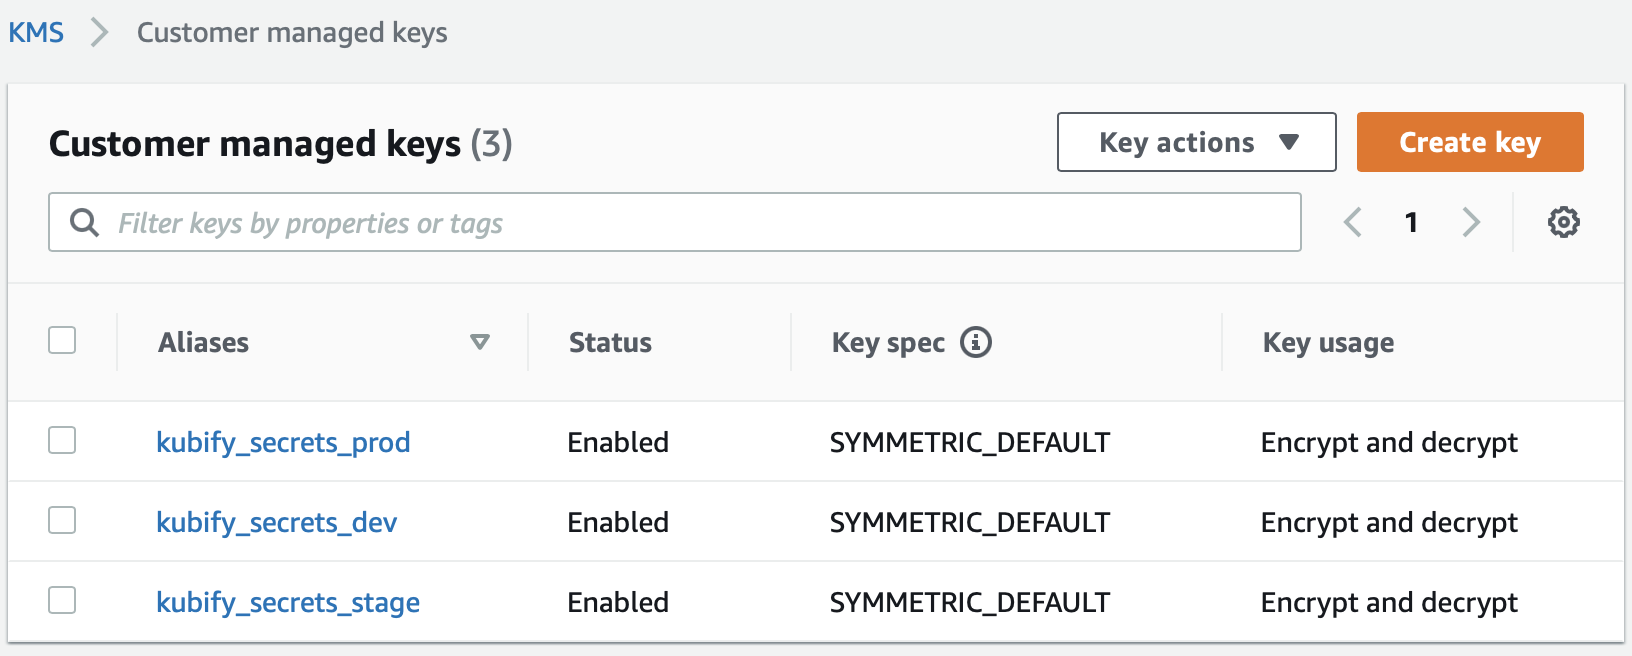 KMS > Customer managed keys
Customer managed keys (3)
Key actions Create key
Filter keys by properties or tags
1
Aliases Status Key spec Key usage
kubify_secrets_prod Enabled SYMMETRIC_DEFAULT Encrypt and decrypt
kubify_secrets_dev Enabled SYMMETRIC_DEFAULT Encrypt and decrypt
kubify_secrets_stage Enabled SYMMETRIC_DEFAULT Encrypt and decrypt